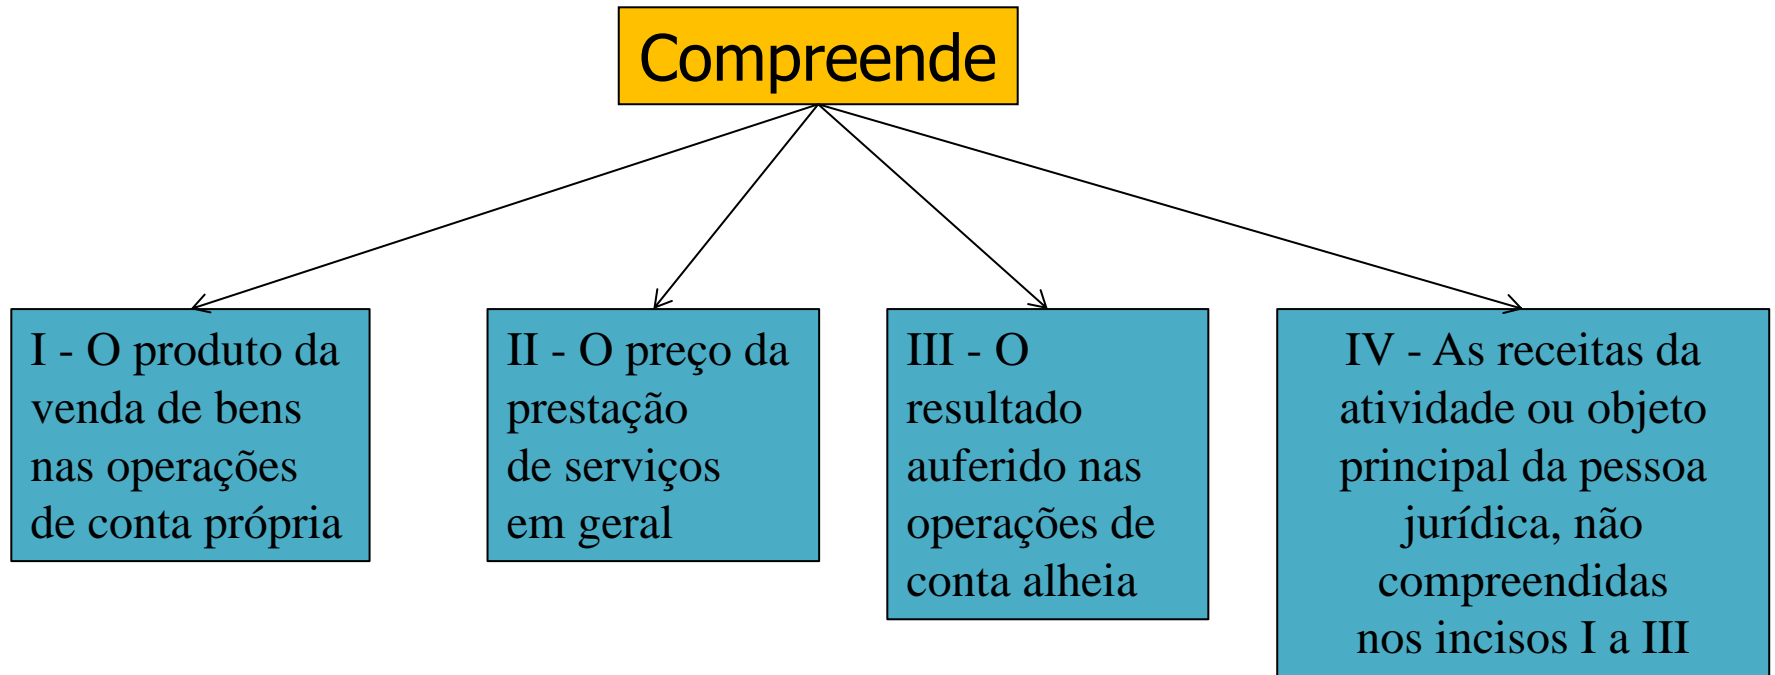 Compreende
I - O produto da
venda de bens
nas operações
de conta própria
II - O preço da
prestação
de serviços
em geral
III - O
resultado
auferido nas
operações de
conta alheia
IV - As receitas da
atividade ou objeto
principal da pessoa
jurídica, não
compreendidas
nos incisos I a III